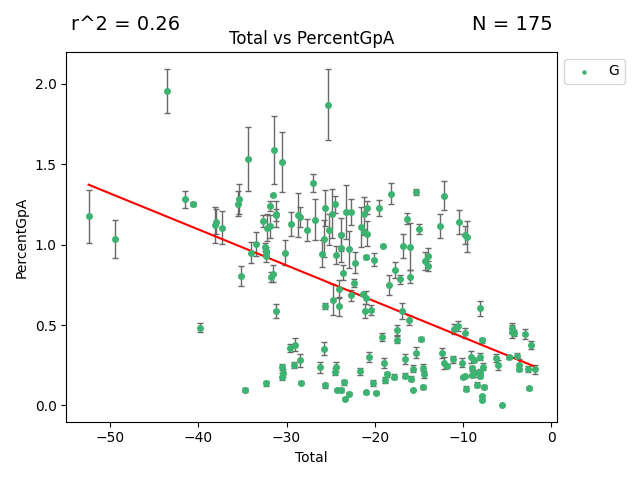 r^2 = 0.26
N = 175
Total vs PercentGpA
G
PercentGpA
2.0
1.5
1.0
0.5
0.0
−50
−40
−30
−20
−10
0
Total